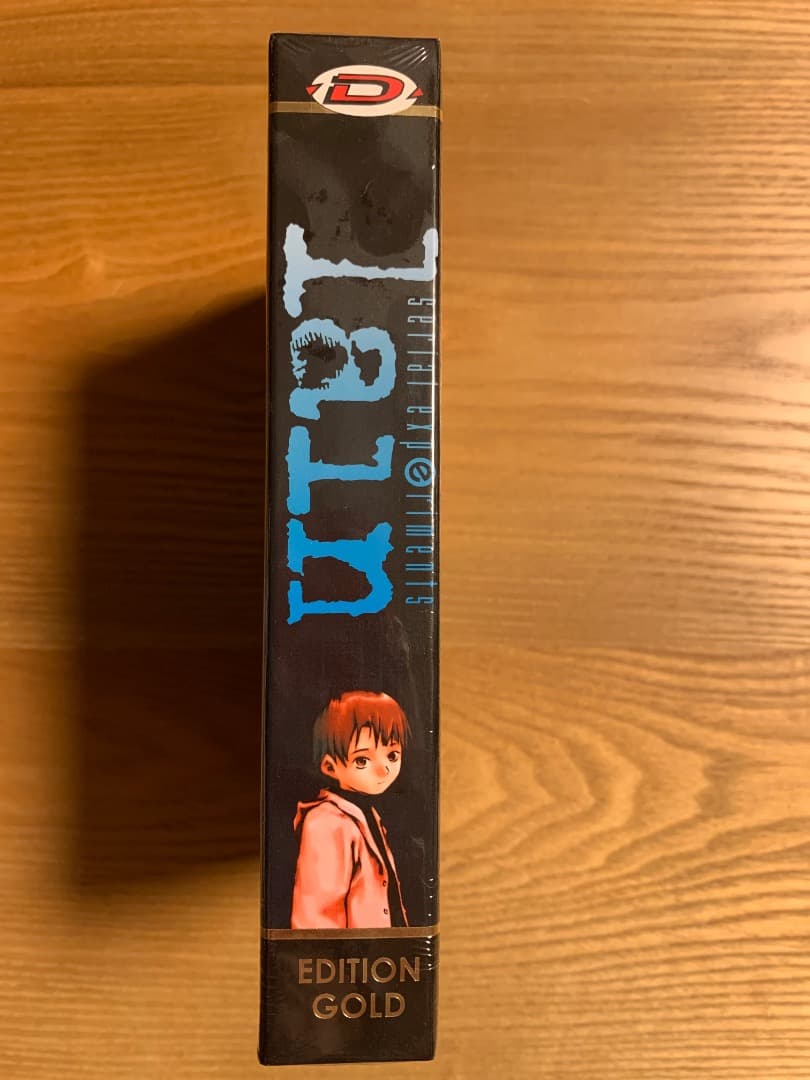 D
serial experiments
lain
EDITION
GOLD